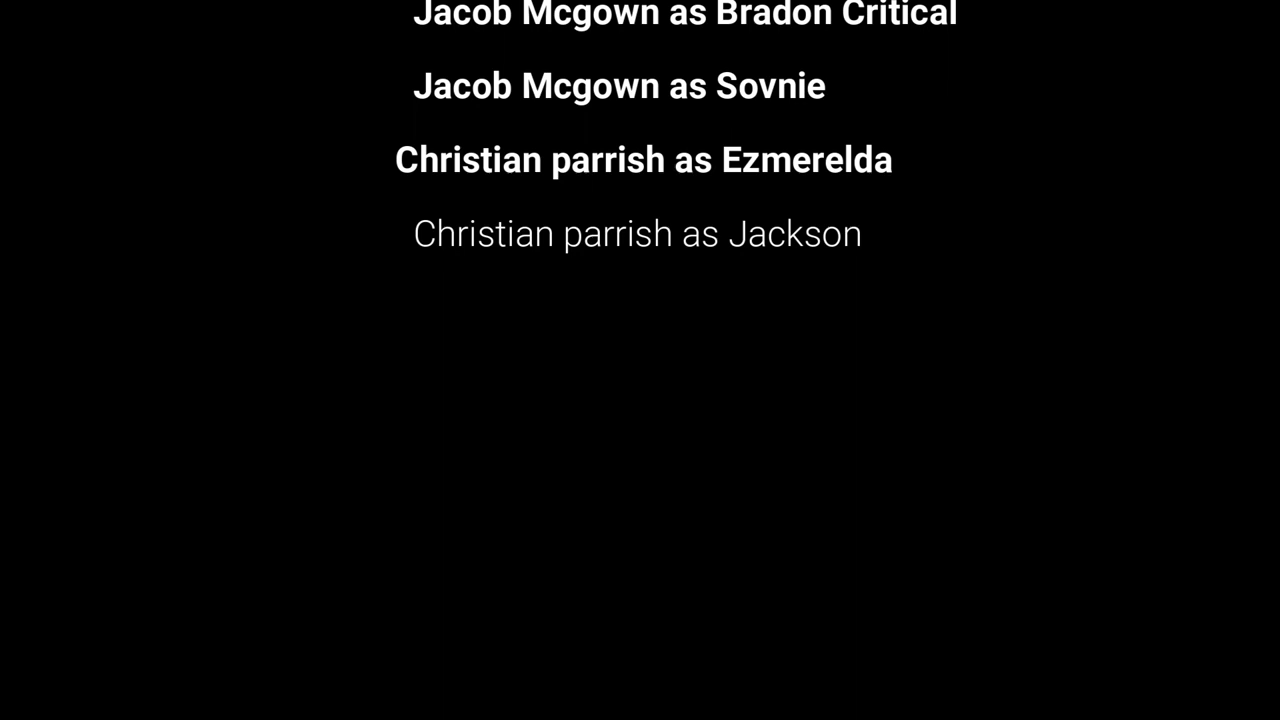 Jacob Mcgown as Bradon Critical
Jacob Mcgown as Sovnie
Christian parrish as Ezmerelda
Christian parrish as Jackson